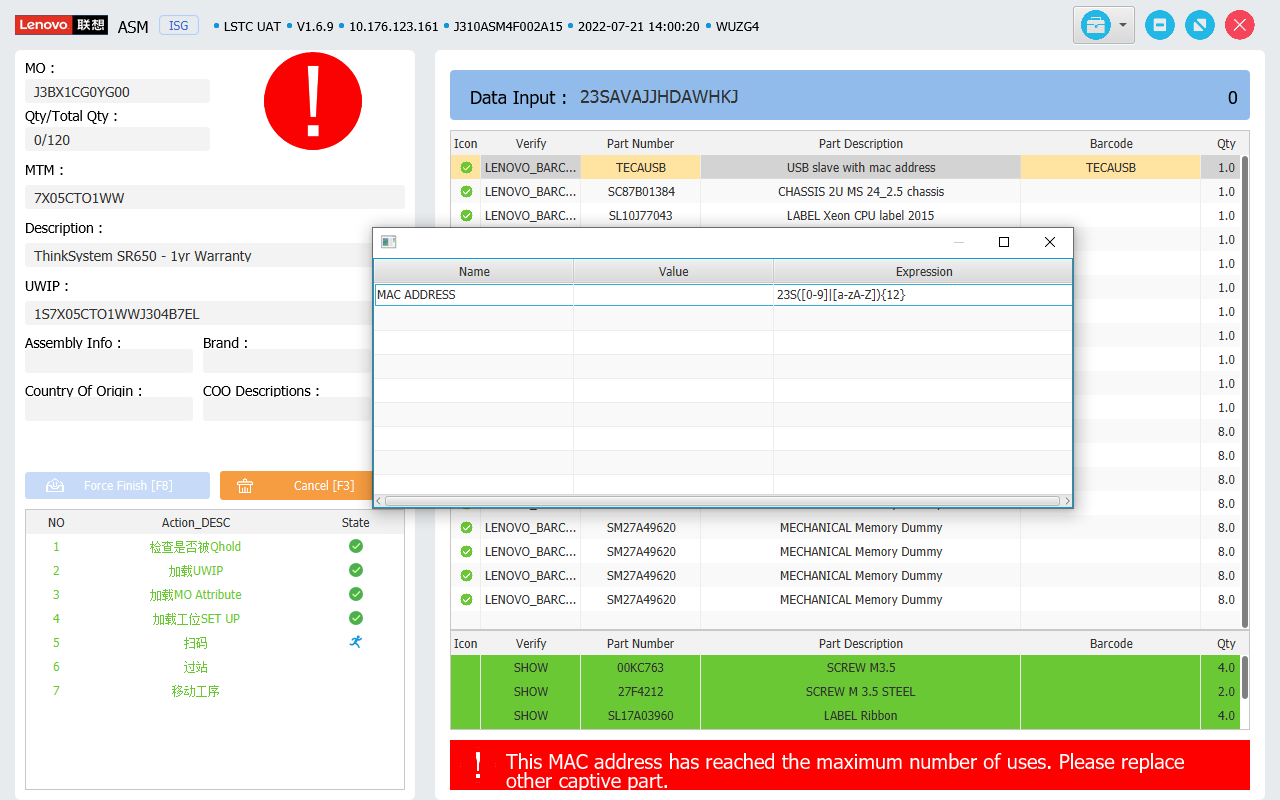 Lenovo 联想 ASM ISG • LSTC UAT • V1.6.9 • 10.176.123.161 • J310ASM4F002A15 • 2022-07-21 14:00:20 • WUZG4
MO :
J3BX1CG0YG00
Qty/Total Qty :
0/120
MTM :
7X05CTO1WW
Description :
ThinkSystem SR650 - 1yr Warranty
UWIP :
1S7X05CTO1WWJ304B7EL
Assembly Info : Brand :
Country Of Origin : COO Descriptions :
Force Finish [F8] Cancel [F3]
NO Action_DESC State
1 检查是否被Qhold
2 加载UWIP
3 加载MO Attribute
4 加载工位SET UP
5 扫码
6 过站
7 移动工序
Data Input : 23SAVAJJHDAWHKJ 0
Icon Verify Part Number Part Description Barcode Qty
LENOVO_BARC... TECAUSB USB slave with mac address TECAUSB 1.0
LENOVO_BARC... SC87B01384 CHASSIS 2U MS 24_2.5 chassis 1.0
LENOVO_BARC... SL10J77043 LABEL Xeon CPU label 2015 1.0
1.0
1.0
1.0
1.0
1.0
1.0
1.0
1.0
8.0
8.0
8.0
8.0
Name Value Expression
MAC ADDRESS 23S([0-9]|[a-zA-Z]){12}
LENOVO_BARC... SM27A49620 MECHANICAL Memory Dummy 8.0
LENOVO_BARC... SM27A49620 MECHANICAL Memory Dummy 8.0
LENOVO_BARC... SM27A49620 MECHANICAL Memory Dummy 8.0
LENOVO_BARC... SM27A49620 MECHANICAL Memory Dummy 8.0
Icon Verify Part Number Part Description Barcode Qty
SHOW 00KC763 SCREW M3.5 4.0
SHOW 27F4212 SCREW M 3.5 STEEL 2.0
SHOW SL17A03960 LABEL Ribbon 4.0
! This MAC address has reached the maximum number of uses. Please replace
other captive part.